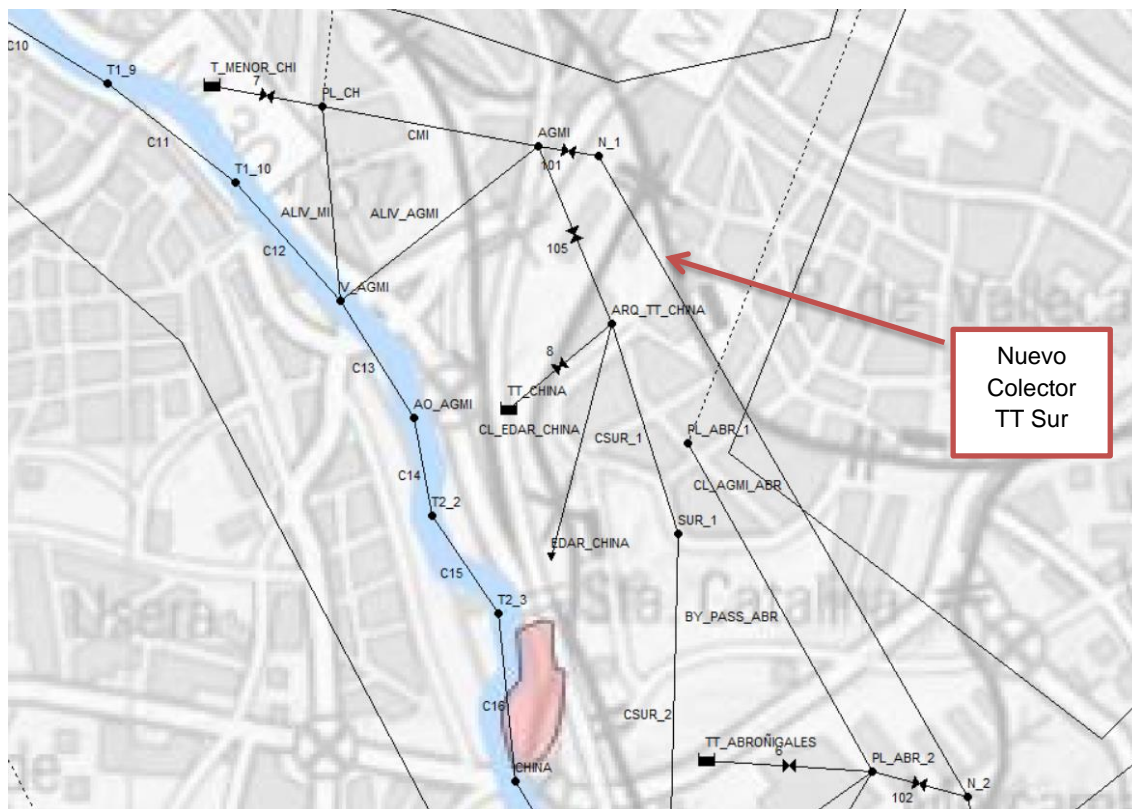 C10
T1_9
T_MENOR_CHI
7
PL_CH
CMI
AGMI
101
N_1
C11
T1_10
ALIV_MI
ALIV_AGMI
C12
105
V_AGMI
ARQ_TT_CHINA
8
C13
TT_CHINA
CL_EDAR_CHINA
AO_AGMI
CSUR_1
PL_ABR_1
CL_AGMI_ABR
Nuevo
Colector
TT Sur
C14
T2_2
SUR_1
EDAR_CHINA
C15
T2_3
Sta. Catalina
BY_PASS_ABR
C16
CSUR_2
TT_ABROÑIGALES
6
PL_ABR_2
102
N_2
CHINA